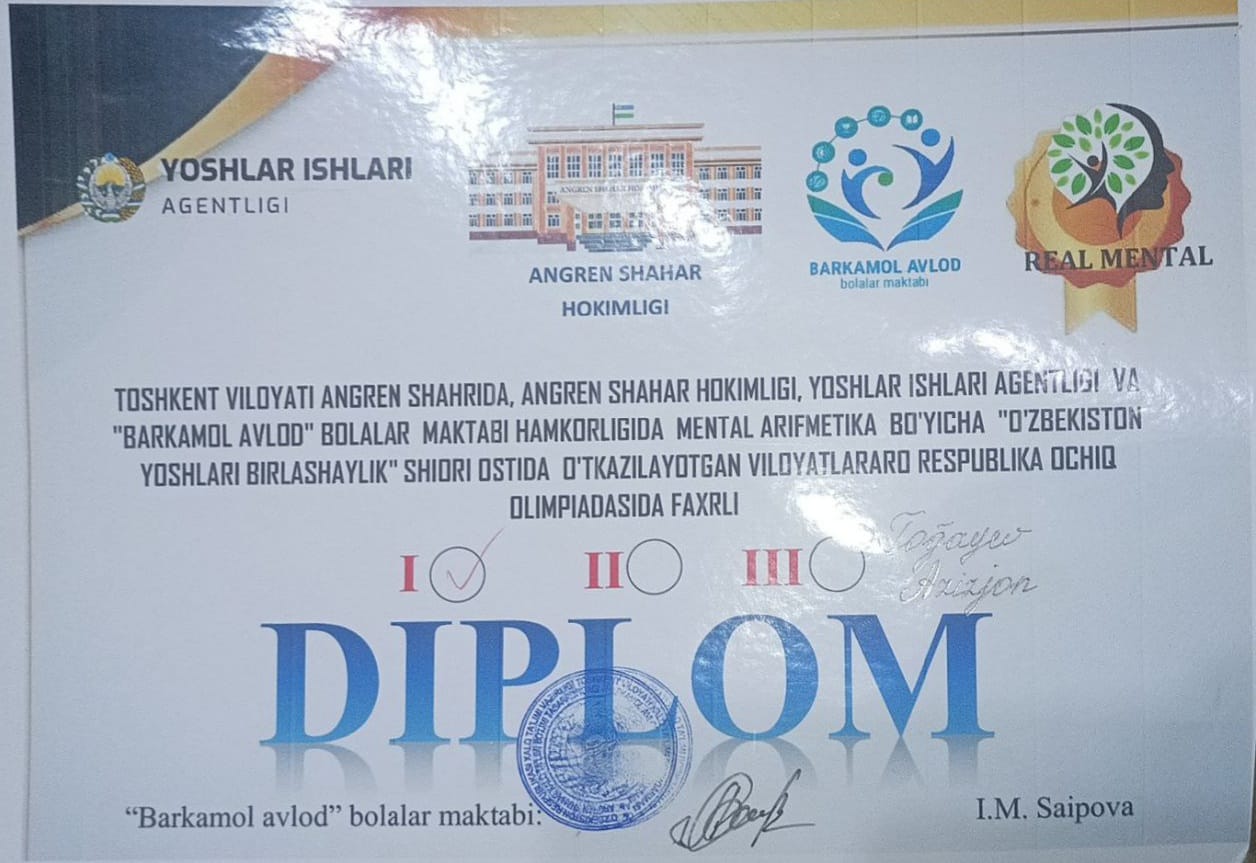 YOSHLAR ISHLARI
AGENTLIGI
ANGREN SHAHAR
HOKIMLIGI
BARKAMOL AVLOD
bolalar maktabi
REAL MENTAL
TOSHKENT VILOYATI ANGREN SHAHRIDA, ANGREN SHAHAR HOKIMLIGI, YOSHLAR ISHLARI AGENTLIGI VA
"BARKAMOL AVLOD" BOLALAR MAKTABI HAMKORLIGIDA MENTAL ARIFMETIKA BO'YICHA "O'ZBEKISTON
YOSHLARI BIRLASHAYLIK" SHIORI OSTIDA O'TKAZILAYOTGAN VILOYATLARARO RESPUBLIKA OCHIQ
OLIMPIADASIDA FAXRLI
I II III
Toğayev
Azizjon
DIPLOM
“Barkamol avlod” bolalar maktabi: I.M. Saipova